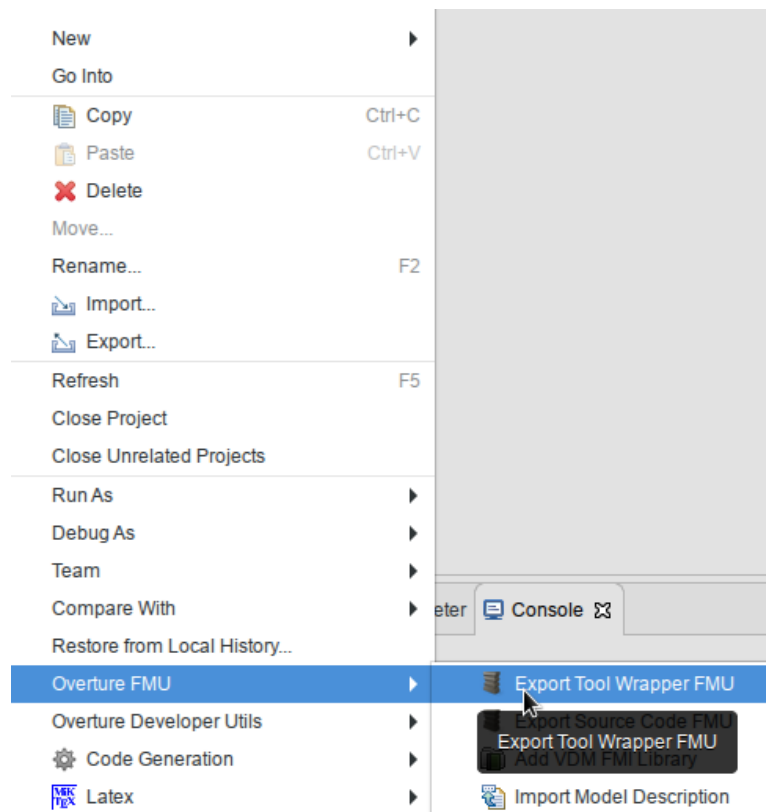 New
Go Into
Copy Ctrl+C
Paste Ctrl+V
Delete
Move...
Rename... F2
Import...
Export...
Refresh F5
Close Project
Close Unrelated Projects
Run As
Debug As
Team
Compare With
eter Console
Restore from Local History...
Overture FMU
Export Tool Wrapper FMU
Overture Developer Utils
Export Source Code FMU
Export Tool Wrapper FMU
Code Generation
Add VDM FMI Library
MiK
TEX
Latex
Import Model Description